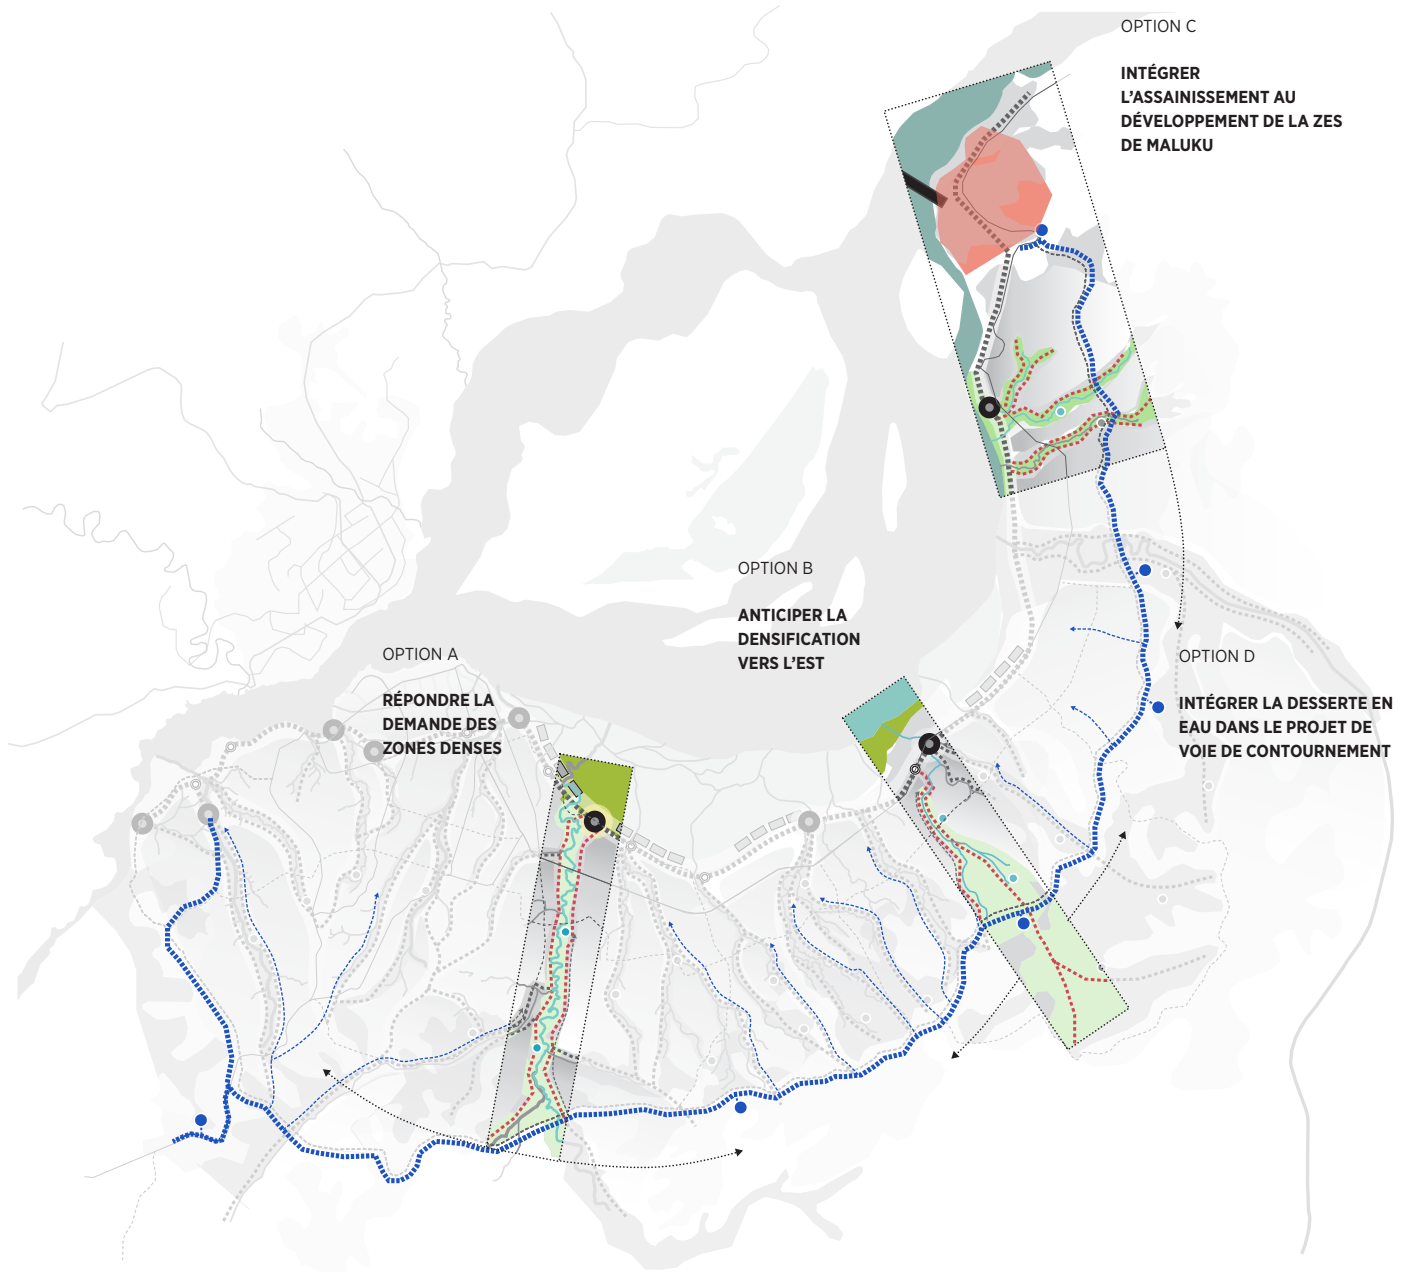 OPTION C
INTÉGRER
L’ASSAINISSEMENT AU
DÉVELOPPEMENT DE LA ZES
DE MALUKU
OPTION B
ANTICIPER LA
DENSIFICATION
VERS L’EST
OPTION A
RÉPONDRE LA
DEMANDE DES
ZONES DENSES
OPTION D
INTÉGRER LA DESSERTE EN
EAU DANS LE PROJET DE
VOIE DE CONTOURNEMENT